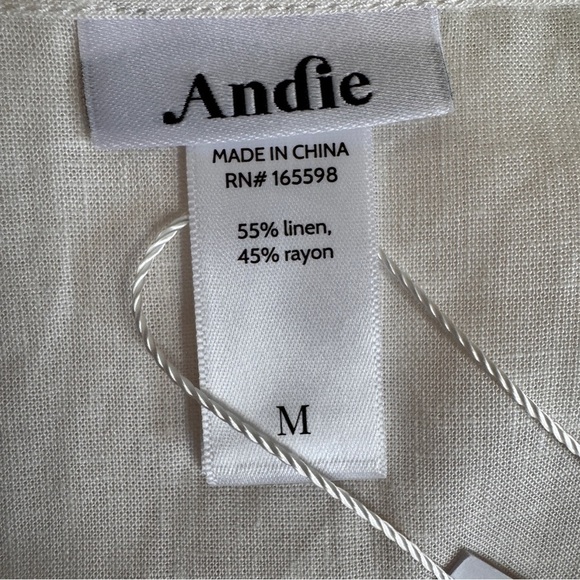 Andie
MADE IN CHINA
RN# 165598
55% linen,
45% rayon
M